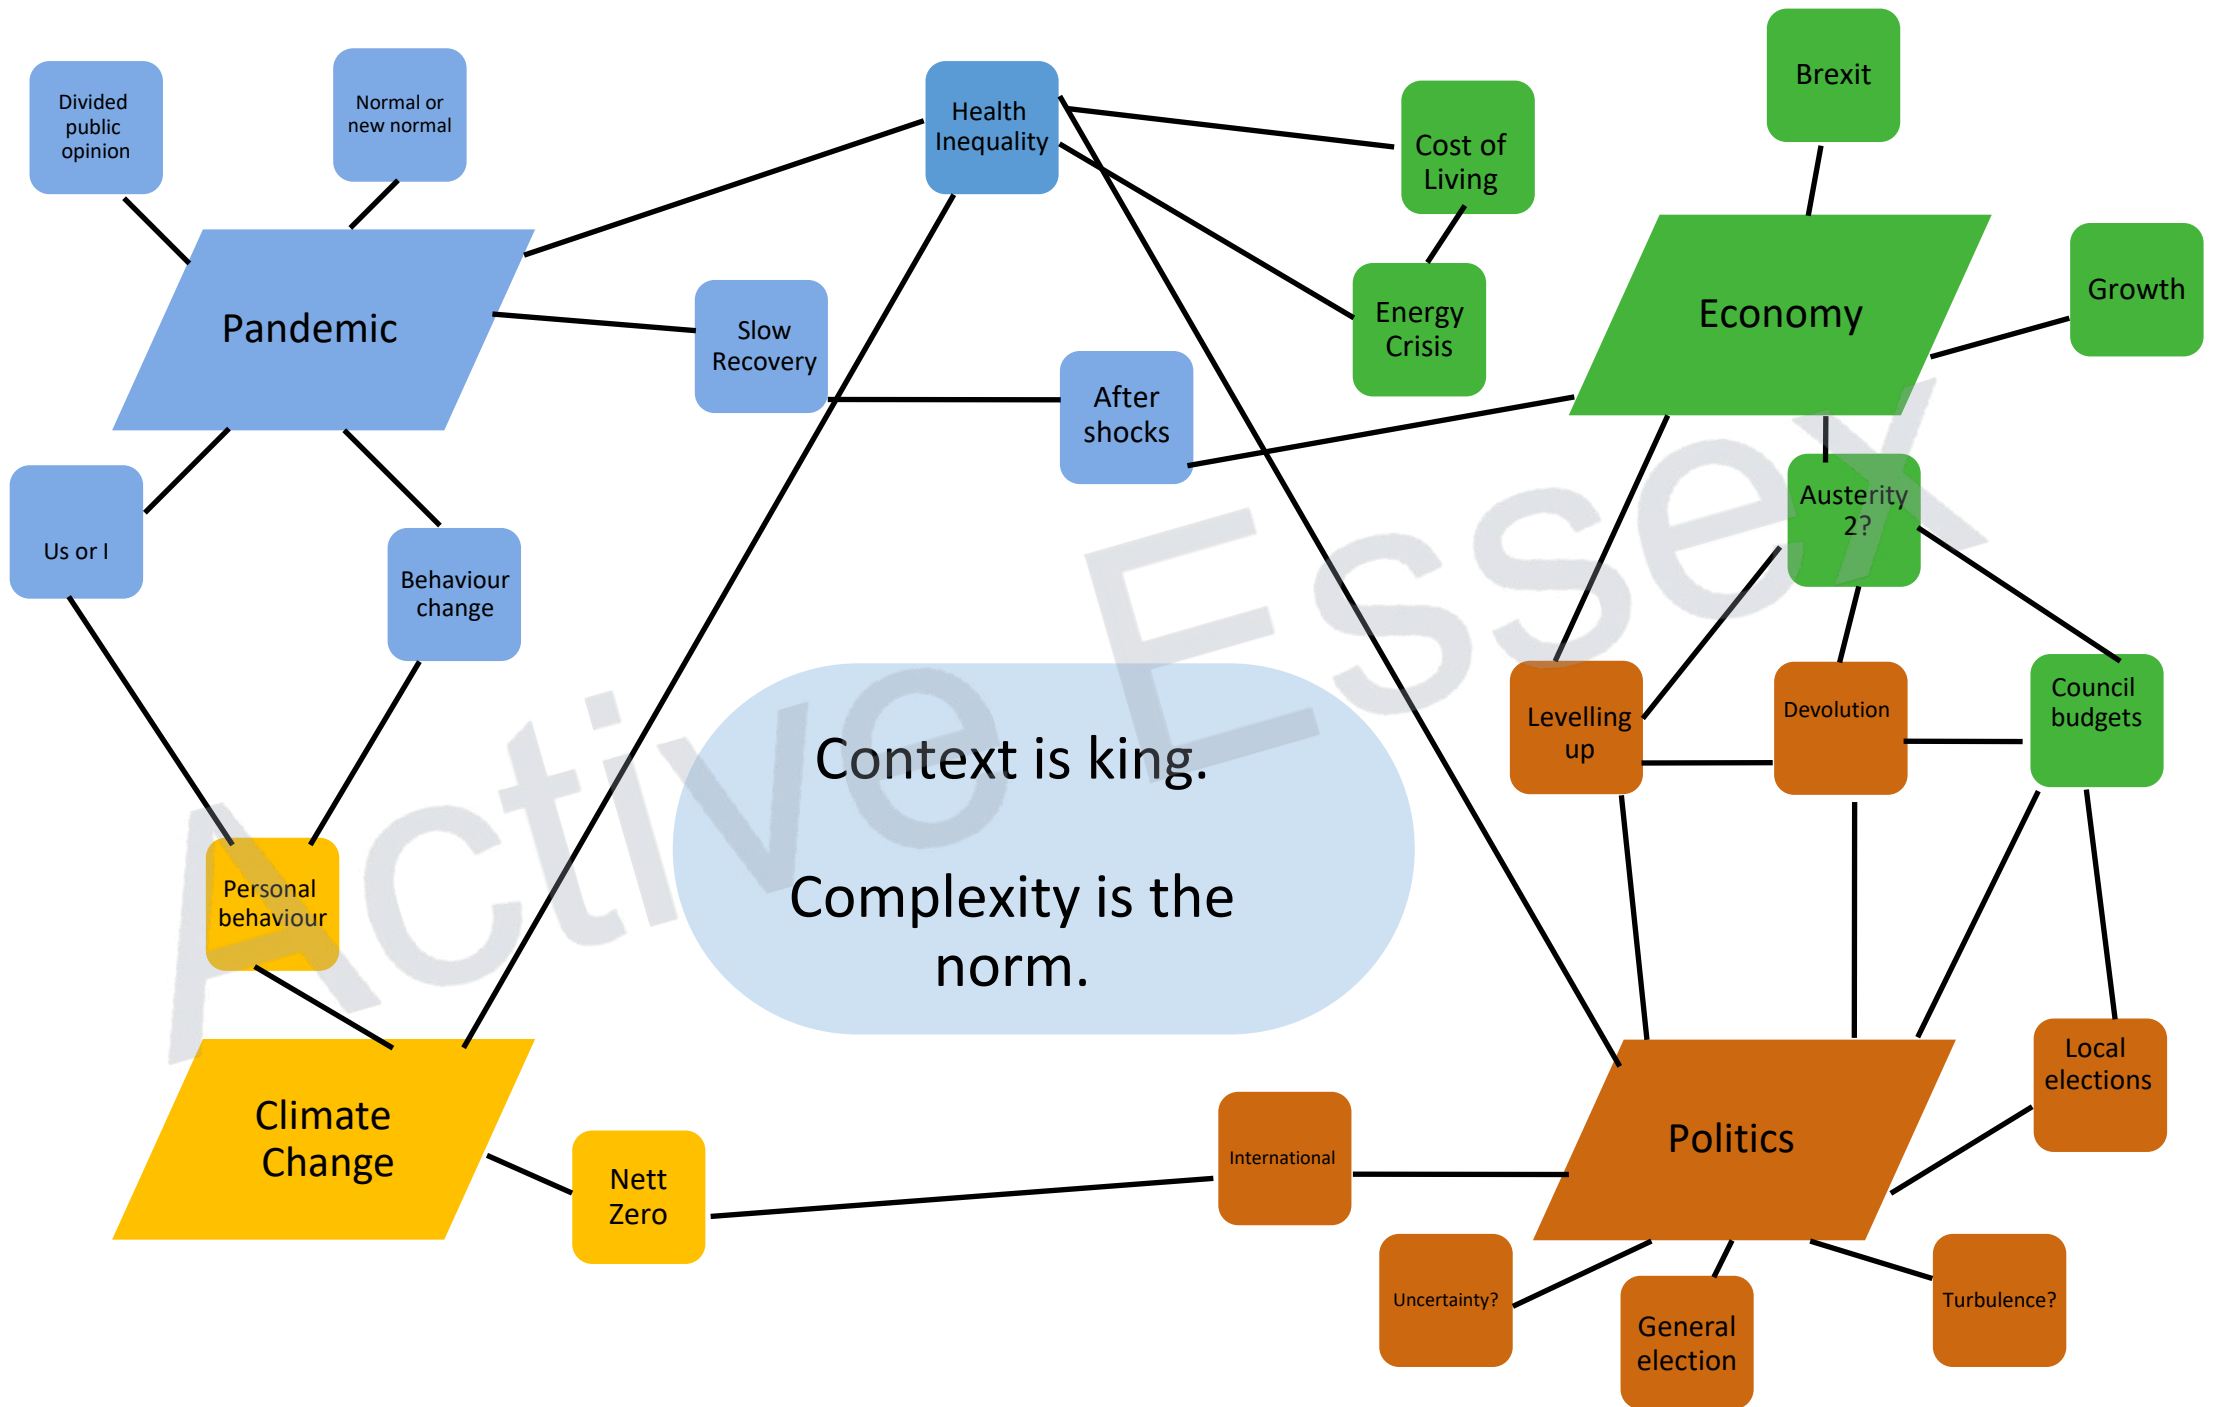 Divided
public
opinion
Normal or
new normal
Health
Inequality
Cost of
Living
Brexit
Pandemic
Slow
Recovery
After
shocks
Energy
Crisis
Economy
Growth
Us or I
Behaviour
change
Austerity
2?
Levelling
up
Devolution
Council
budgets
Context is king.
Complexity is the
norm.
Personal
behaviour
Climate
Change
Nett
Zero
International
Politics
Local
elections
Uncertainty?
General
election
Turbulence?
Active Essex